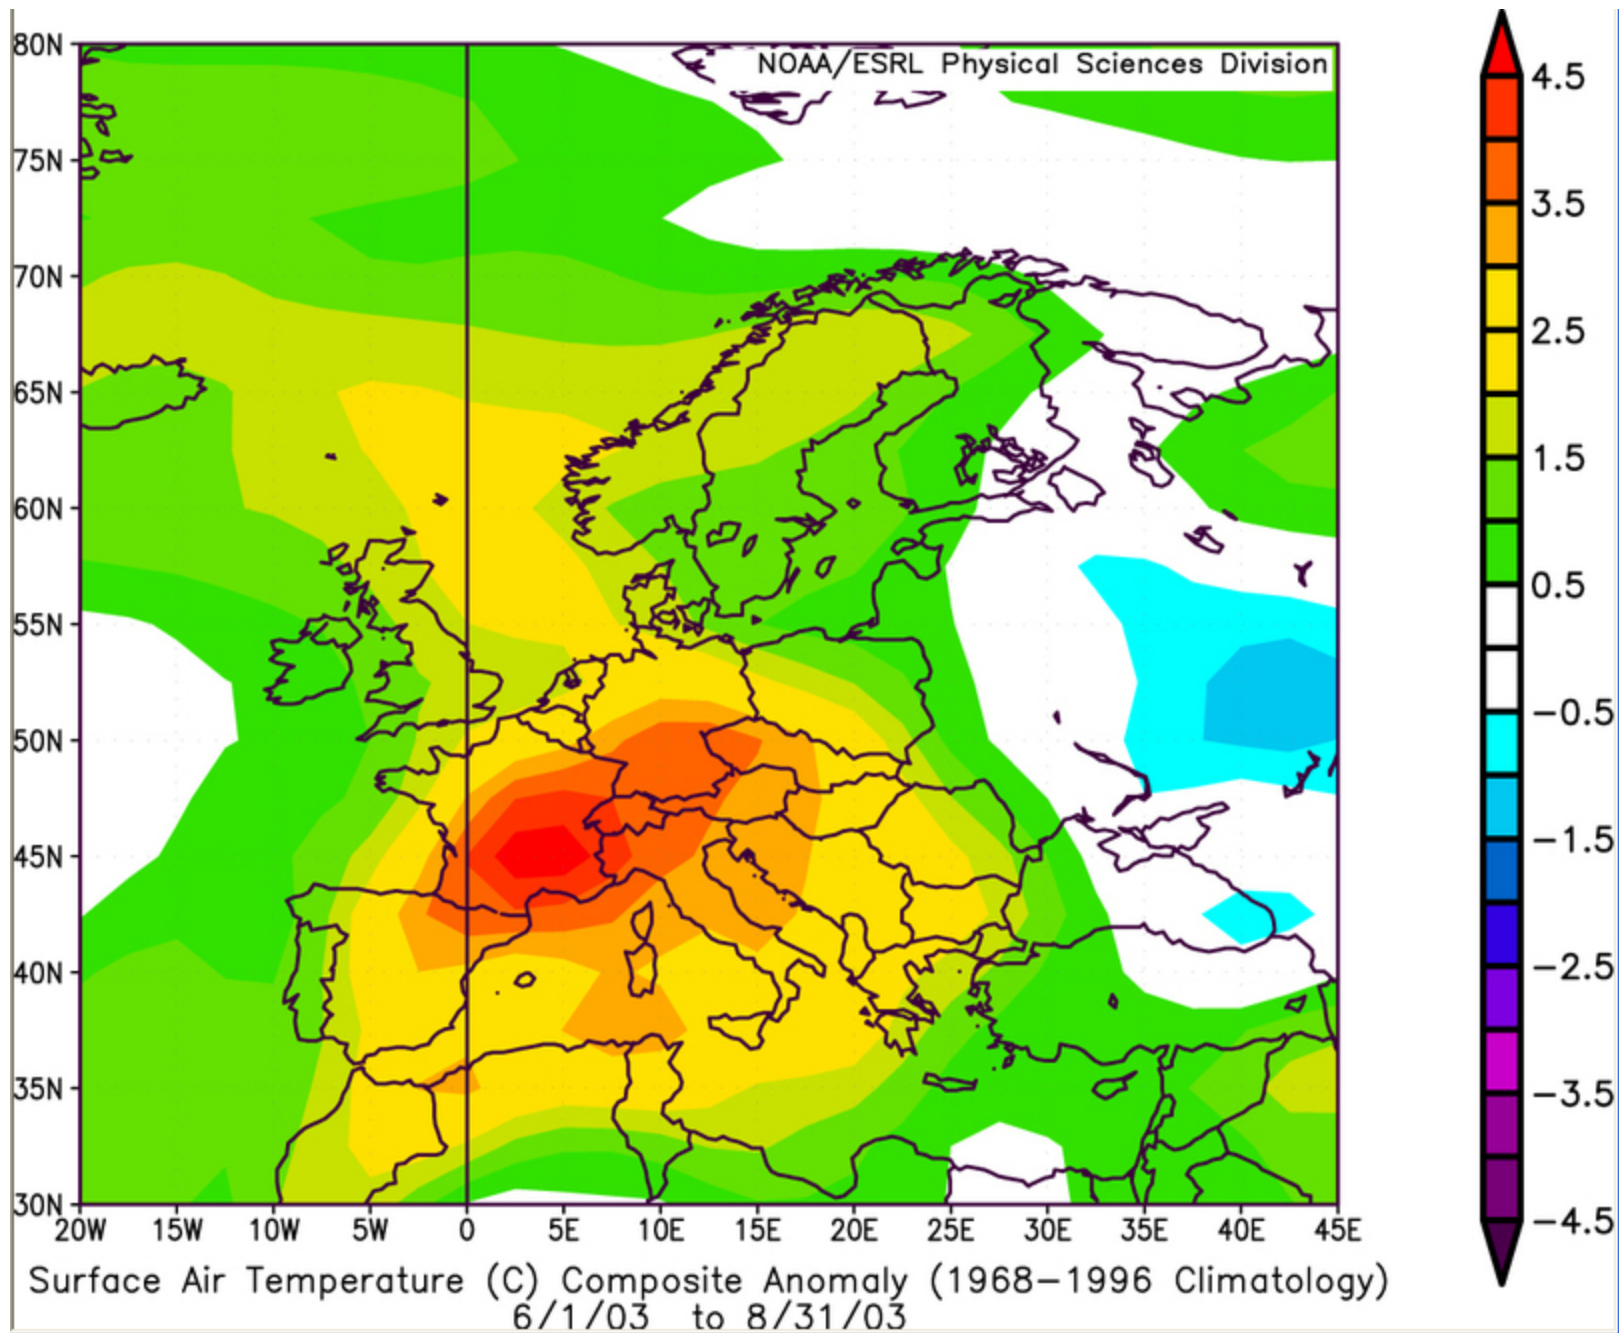 NOAA/ESRL Physical Sciences Division
80N
75N
70N
65N
60N
55N
50N
45N
40N
35N
30N
20W 15W 10W 5W 0 5E 10E 15E 20E 25E 30E 35E 40E 45E
4.5
3.5
2.5
1.5
0.5
−0.5
−1.5
−2.5
−3.5
−4.5
Surface Air Temperature (C) Composite Anomaly (1968−1996 Climatology)
6/1/03 to 8/31/03